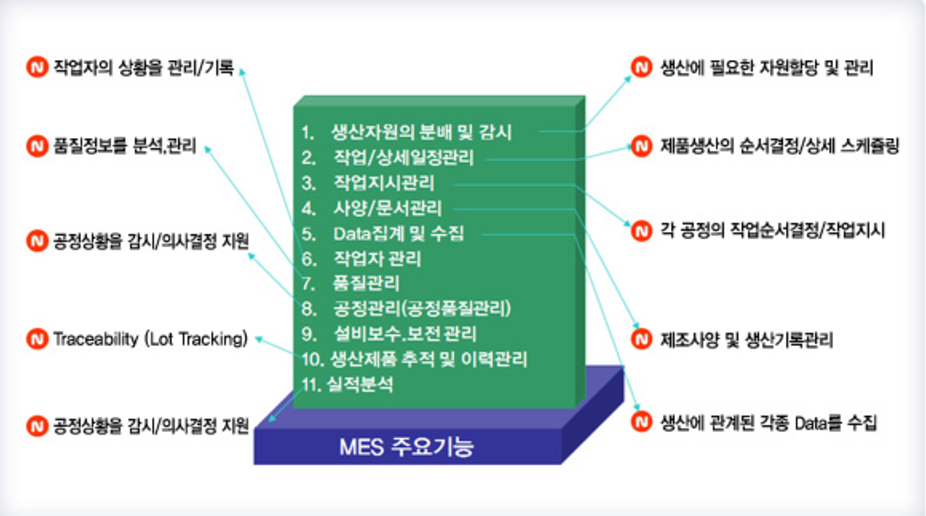 N 작업자의 상황을 관리/기록
N 품질정보를 분석,관리
N 공정상황을 감시/의사결정 지원
N Traceability (Lot Tracking)
N 공정상황을 감시/의사결정 지원
1. 생산자원의 분배 및 감시
2. 작업/상세일정관리
3. 작업지시관리
4. 사양/문서관리
5. Data집계 및 수집
6. 작업자 관리
7. 품질관리
8. 공정관리(공정품질관리)
9. 설비보수.보전 관리
10. 생산제품 추적 및 이력관리
11. 실적분석
MES 주요기능
N 생산에 필요한 자원할당 및 관리
N 제품생산의 순서결정/상세 스케쥴링
N 각 공정의 작업순서결정/작업지시
N 제조사양 및 생산기록관리
N 생산에 관계된 각종 Data를 수집